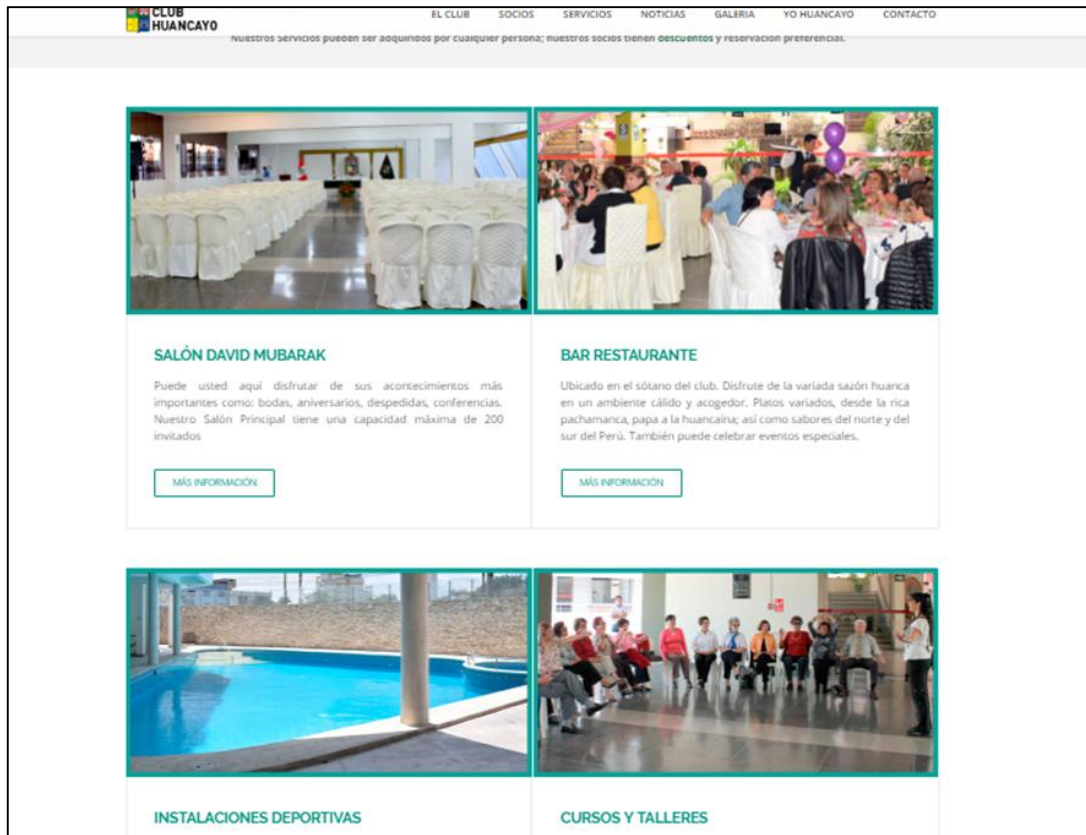 CLUB
HUANCAYO
EL CLUB SOCIOS SERVICIOS NOTICIAS GALERIA YO HUANCAYO CONTACTO
Nuestros Servicios pueden ser adquiridos por cualquier persona; nuestros socios tienen descuentos y reservación preferencial.
SALÓN DAVID MUBARAK
Puede usted aquí disfrutar de sus acontecimientos más
importantes como: bodas, aniversarios, despedidas, conferencias.
Nuestro Salón Principal tiene una capacidad máxima de 200
invitados
MÁS INFORMACIÓN
BAR RESTAURANTE
Ubicado en el sótano del club. Disfrute de la variada sazón huanca
en un ambiente cálido y acogedor. Platos variados, desde la rica
pachamanca, papa a la huancaína; así como sabores del norte y del
sur del Perú. También puede celebrar eventos especiales.
MÁS INFORMACIÓN
INSTALACIONES DEPORTIVAS
CURSOS Y TALLERES